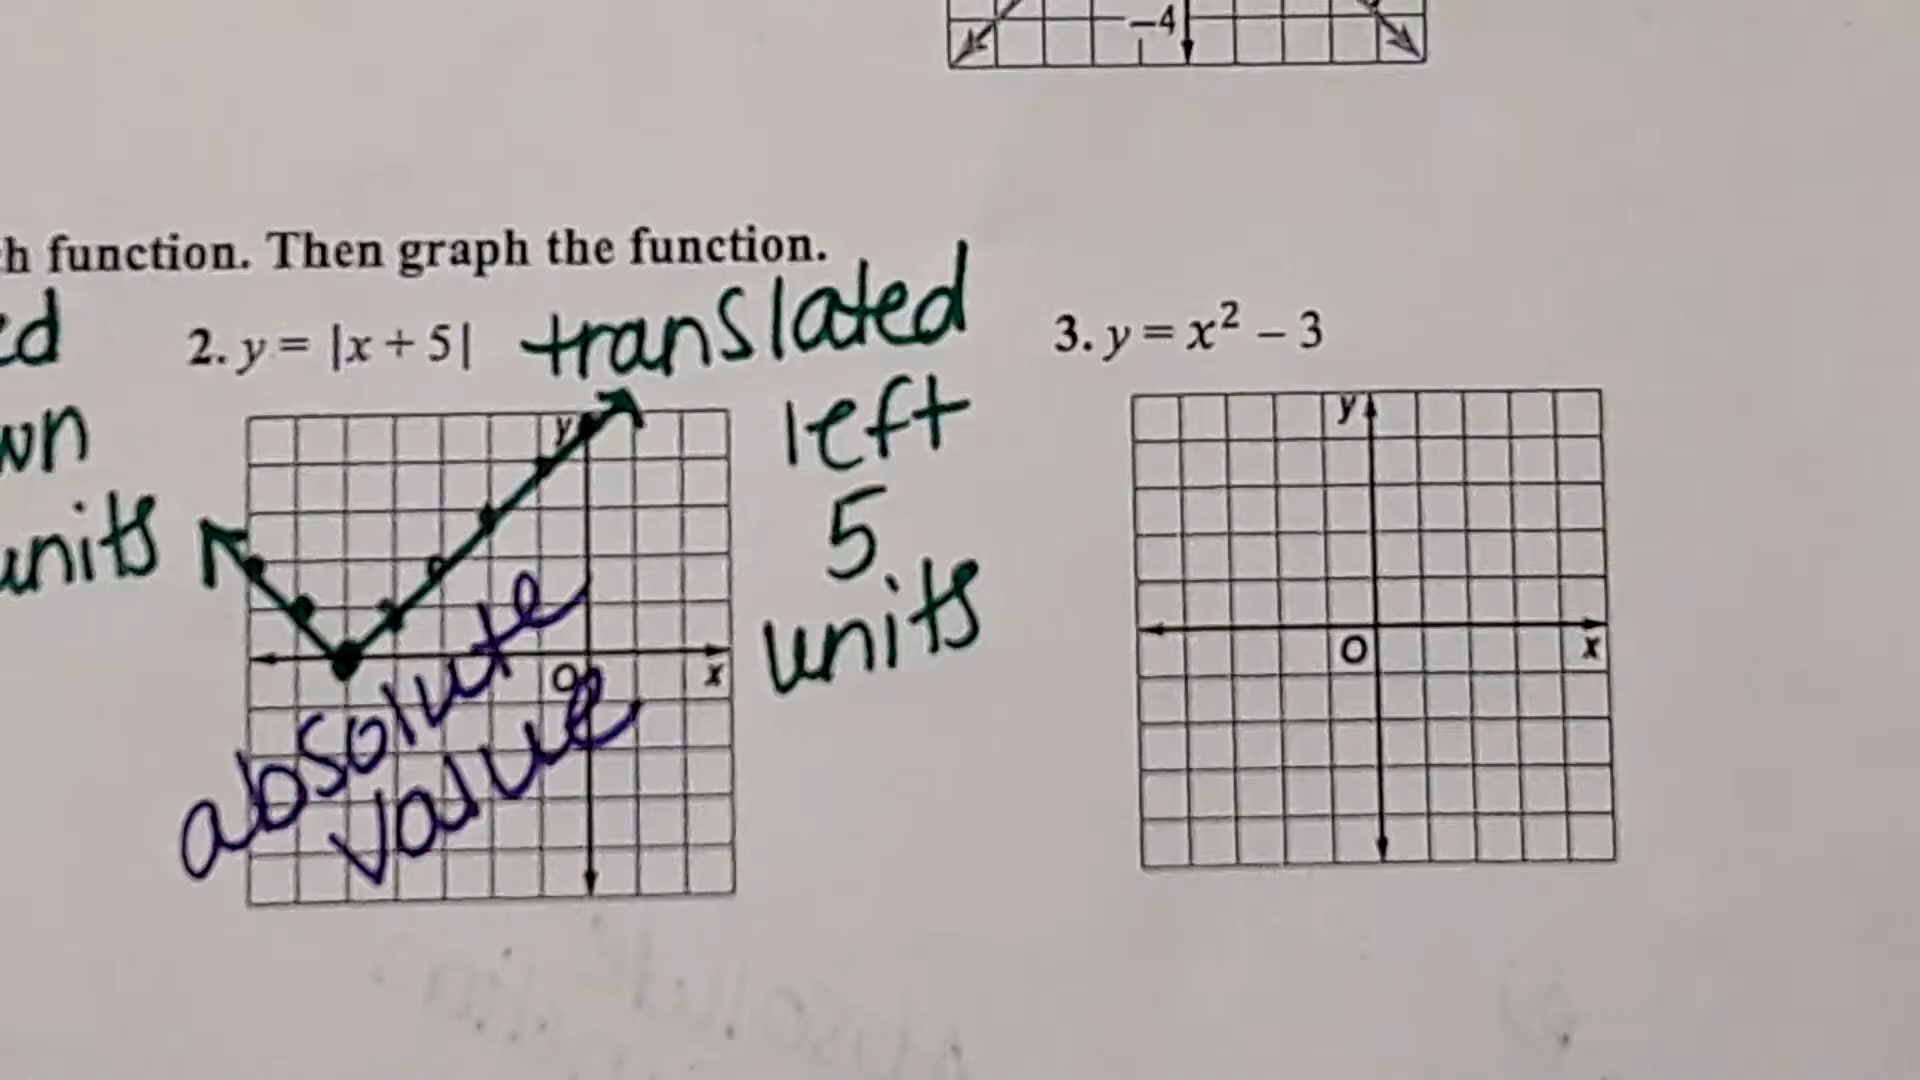 -4
h function. Then graph the function.
ed
wn
units
2. y = |x + 5|
translated
left
5
units
y
x
O
absolute
value
3. y = x² – 3
y
O
x